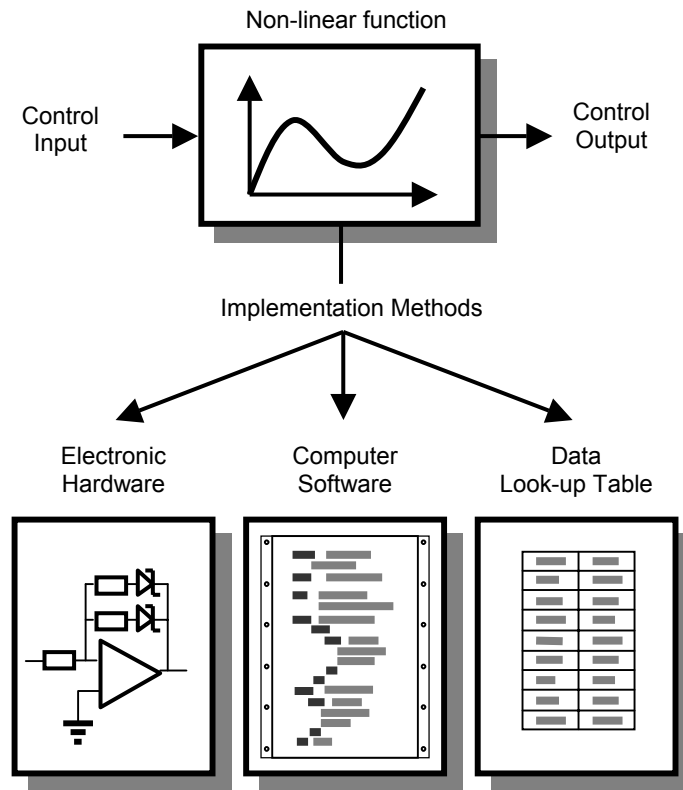 Non-linear function
Control
Input
Control
Output
Implementation Methods
Electronic
Hardware
Computer
Software
Data
Look-up Table